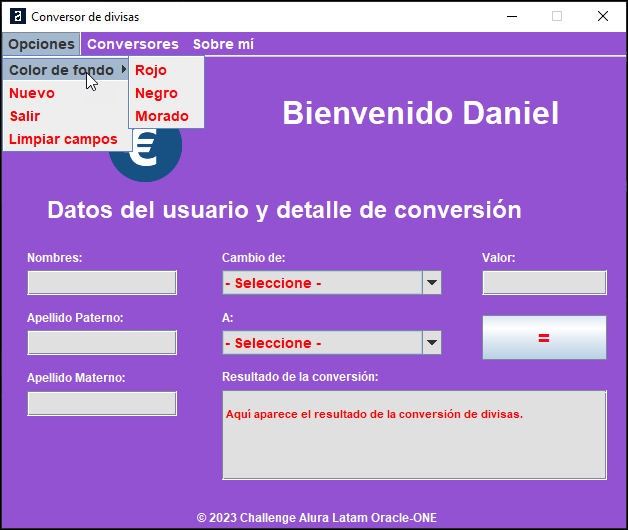 a Conversor de divisas
Opciones Conversores Sobre mí
Color de fondo Rojo
Nuevo Negro
Salir Morado
Limpiar campos
€
Bienvenido Daniel
Datos del usuario y detalle de conversión
Nombres: Cambio de: Valor:
- Seleccione -
Apellido Paterno: A:
- Seleccione - =
Apellido Materno: Resultado de la conversión:
Aquí aparece el resultado de la conversión de divisas.
© 2023 Challenge Alura Latam Oracle-ONE